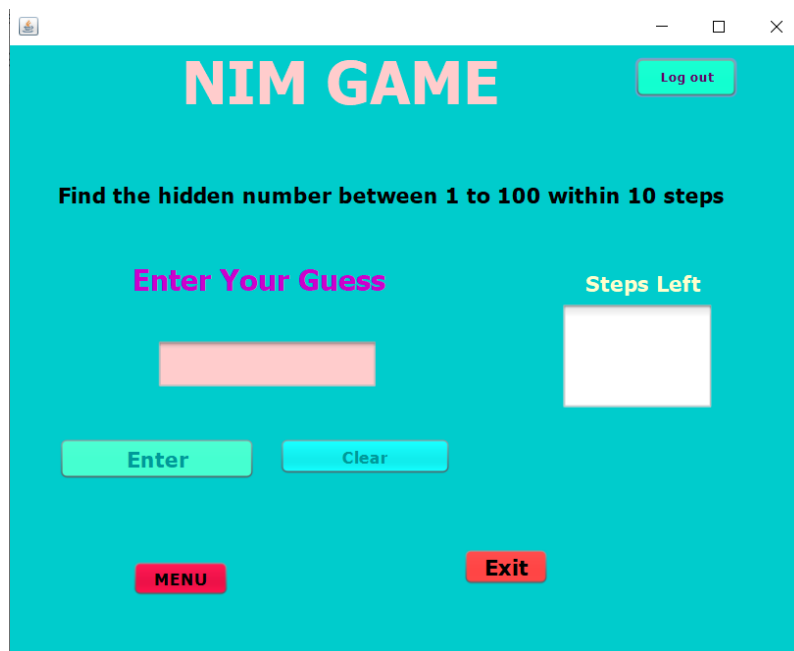 NIM GAME
Log out
Find the hidden number between 1 to 100 within 10 steps
Enter Your Guess
Steps Left
Enter
Clear
MENU
Exit